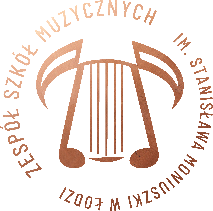 ZESPÓŁ SZKÓŁ MUZYCZNYCH IM. STANISŁAWA MONIUSZKI W ŁODZI